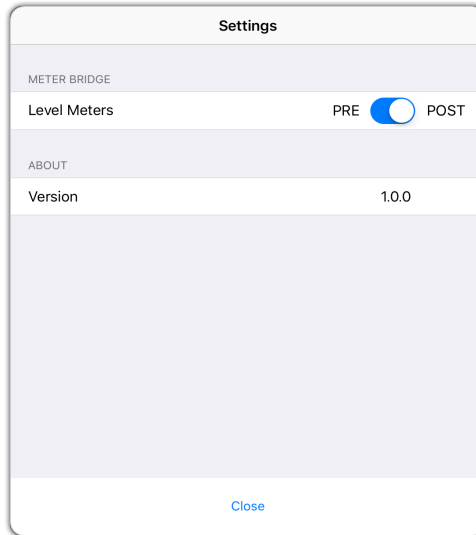 Settings
METER BRIDGE
Level Meters PRE POST
ABOUT
Version 1.0.0
Close